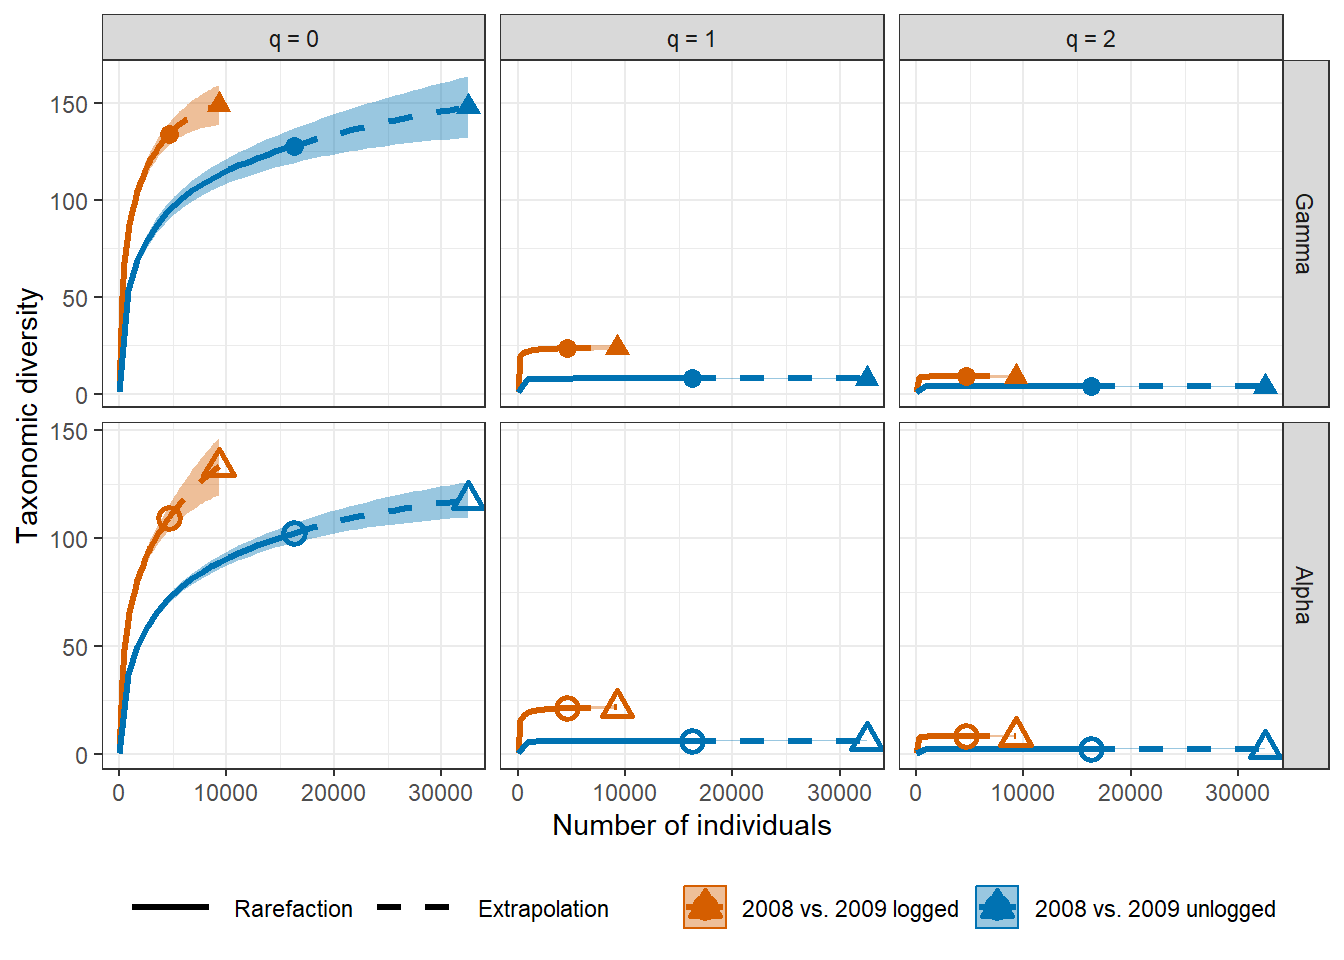 q = 0
q = 1
q = 2
150
100
50
0
Gamma
Taxonomic diversity
150
100
50
0
Alpha
0 10000 20000 30000
0 10000 20000 30000
0 10000 20000 30000
Number of individuals
Rarefaction
Extrapolation
2008 vs. 2009 logged
2008 vs. 2009 unlogged